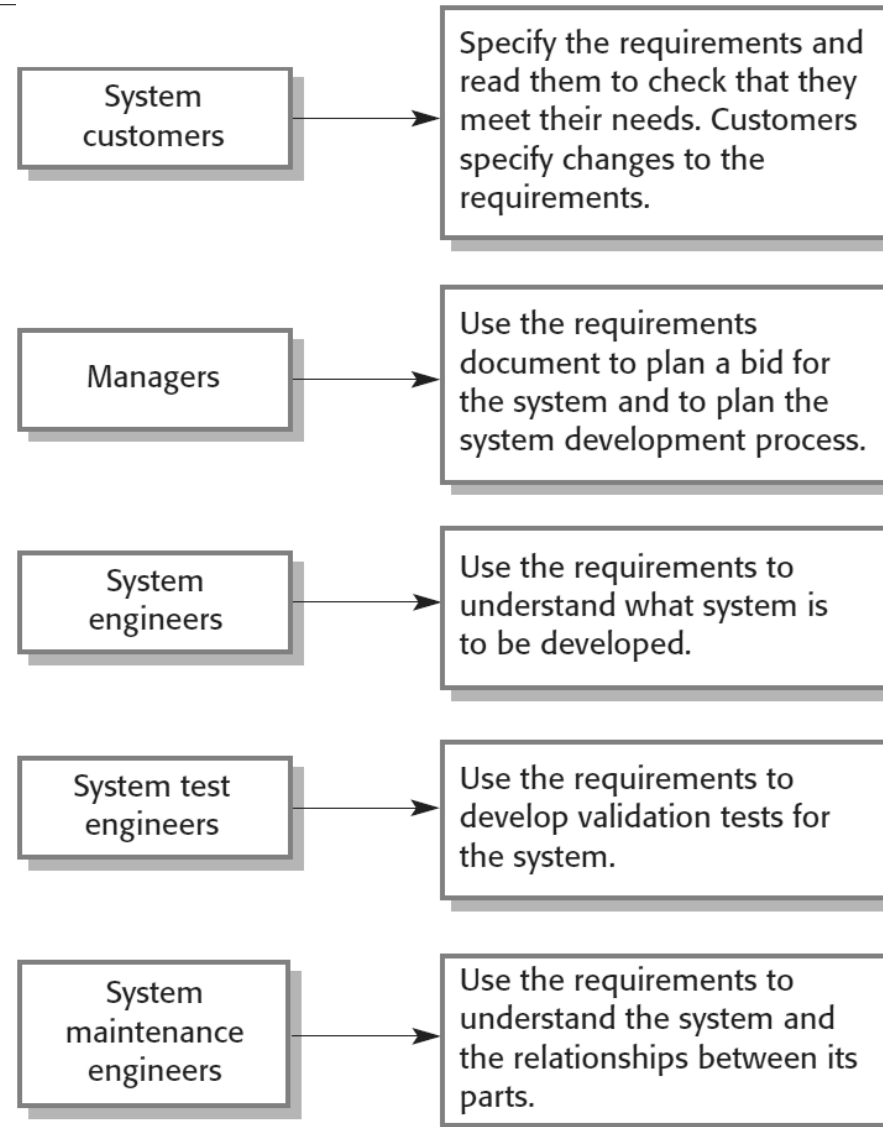 System
customers
Specify the requirements and
read them to check that they
meet their needs. Customers
specify changes to the
requirements.
Managers
Use the requirements
document to plan a bid for
the system and to plan the
system development process.
System
engineers
Use the requirements to
understand what system is
to be developed.
System test
engineers
Use the requirements to
develop validation tests for
the system.
System
maintenance
engineers
Use the requirements to
understand the system and
the relationships between its
parts.